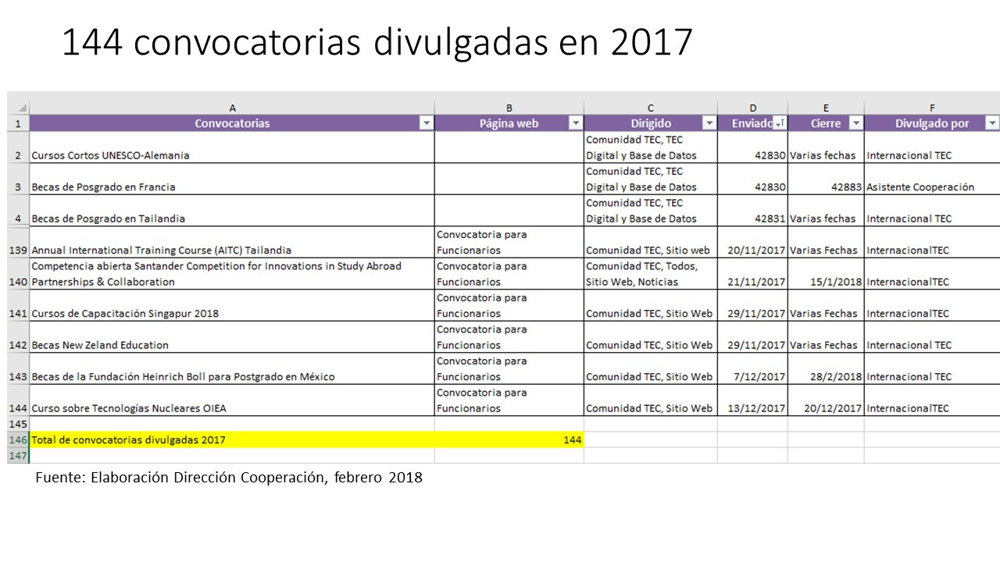 144 convocatorias divulgadas en 2017
A B C D E F
1 Convocatorias Página web Dirigido Enviado Cierre Divulgado por
Comunidad TEC, TEC
2 Cursos Cortos UNESCO-Alemania Digital y Base de Datos 42830 Varias fechas Internacional TEC
Comunidad TEC, TEC
3 Becas de Posgrado en Francia Digital y Base de Datos 42830 42883 Asistente Cooperación
Comunidad TEC, TEC
4 Becas de Posgrado en Tailandia Digital y Base de Datos 42831 Varias fechas Internacional TEC
Convocatoria para
139 Annual International Training Course (AITC) Tailandia Funcionarios Comunidad TEC, Sitio web 20/11/2017 Varias Fechas InternacionalTEC
Competencia abierta Santander Competition for Innovations in Study Abroad Convocatoria para Comunidad TEC, Todos,
140 Partnerships & Collaboration Funcionarios Sitio Web, Noticias 21/11/2017 15/1/2018 InternacionalTEC
Convocatoria para
141 Cursos de Capacitación Singapur 2018 Funcionarios Comunidad TEC, Sitio Web 29/11/2017 Varias Fechas InternacionalTEC
Convocatoria para
142 Becas New Zeland Education Funcionarios Comunidad TEC, Sitio Web 29/11/2017 Varias Fechas Internacional TEC
Convocatoria para
143 Becas de la Fundación Heinrich Boll para Postgrado en México Funcionarios Comunidad TEC, Sitio Web 7/12/2017 28/2/2018 Internacional TEC
Convocatoria para
144 Curso sobre Tecnologías Nucleares OIEA Funcionarios Comunidad TEC, Sitio Web 13/12/2017 20/12/2017 InternacionalTEC
145
146 Total de convocatorias divulgadas 2017 144
147
Fuente: Elaboración Dirección Cooperación, febrero 2018